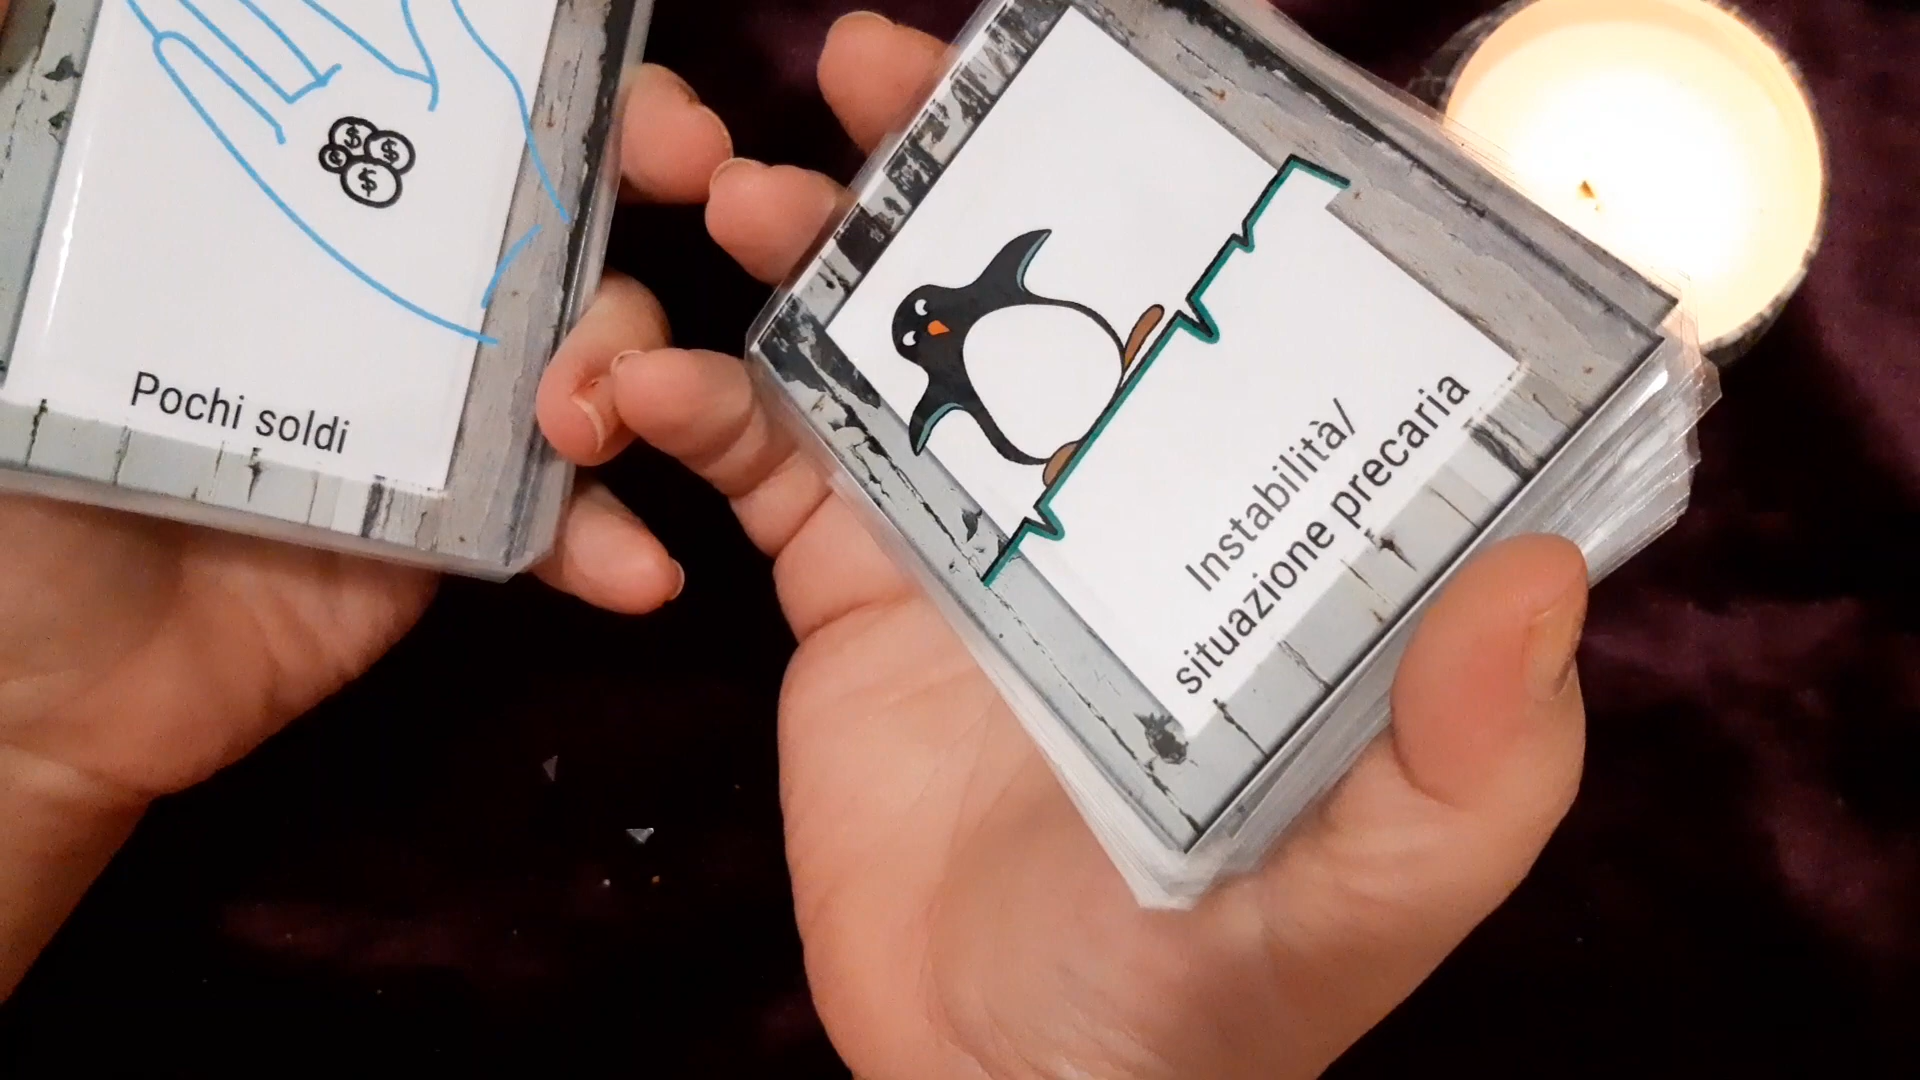 $
$
$
Pochi soldi
Instabilità/
situazione precaria